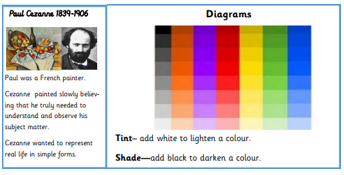 Paul Cezanne 1839-1906
Paul was a French painter.
Cezanne painted slowly believ-
ing that he truly needed to
understand and observe his
subject matter.
Cezanne wanted to represent
real life in simple forms.
Diagrams
Tint– add white to lighten a colour.
Shade—add black to darken a colour.